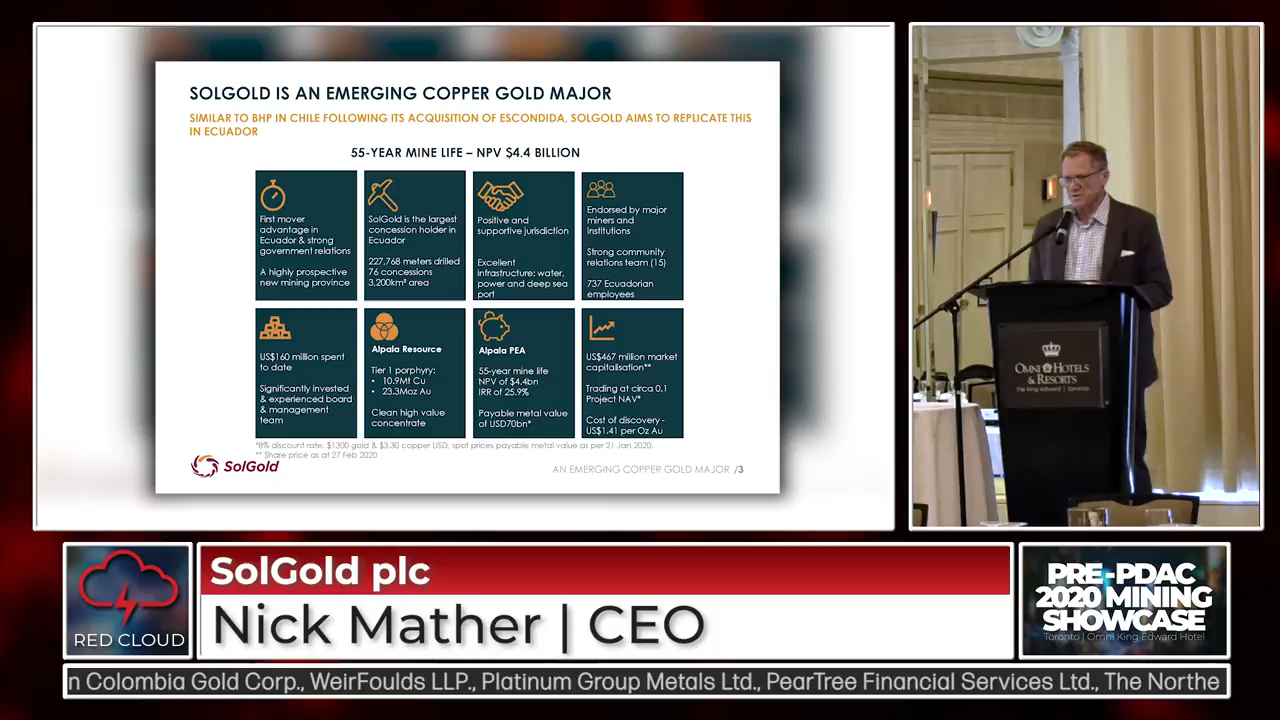 SOLGOLD IS AN EMERGING COPPER GOLD MAJOR
SIMILAR TO BHP IN CHILE FOLLOWING ITS ACQUISITION OF ESCONDIDA, SOLGOLD AIMS TO REPLICATE THIS
IN ECUADOR
55-YEAR MINE LIFE – NPV $4.4 BILLION
First mover
advantage in
Ecuador & strong
government relations
A highly prospective
new mining province
SolGold is the largest
concession holder in
Ecuador
227,768 meters drilled
76 concessions
3,200km² area
Positive and
supportive jurisdiction
Excellent
infrastructure: water,
power and deep sea
port
Endorsed by major
miners and
Institutions
Strong community
relations team (15)
737 Ecuadorian
employees
US$160 million spent
to date
Significantly invested
& experienced board
& management
team
Alpala Resource
Tier 1 porphyry:
• 10.9Mt Cu
• 23.3Moz Au
Clean high value
concentrate
Alpala PEA
55-year mine life
NPV of $4.4bn
IRR of 25.9%
Payable metal value
of USD70bn*
US$467 million market
capitalisation**
Trading at circa 0.1
Project NAV*
Cost of discovery -
US$1.41 per Oz Au
*8% discount rate, $1300 gold & $3.30 copper USD, spot prices payable metal value as per 21 Jan 2020.
** Share price as at 27 Feb 2020
SolGold
AN EMERGING COPPER GOLD MAJOR /3
OMNI HOTELS
& RESORTS
the king edward | toronto
RED CLOUD
SolGold plc
Nick Mather | CEO
PRE-PDAC
2020 MINING
SHOWCASE
Toronto | Omni King Edward Hotel
n Colombia Gold Corp., WeirFoulds LLP., Platinum Group Metals Ltd., PearTree Financial Services Ltd., The Northe